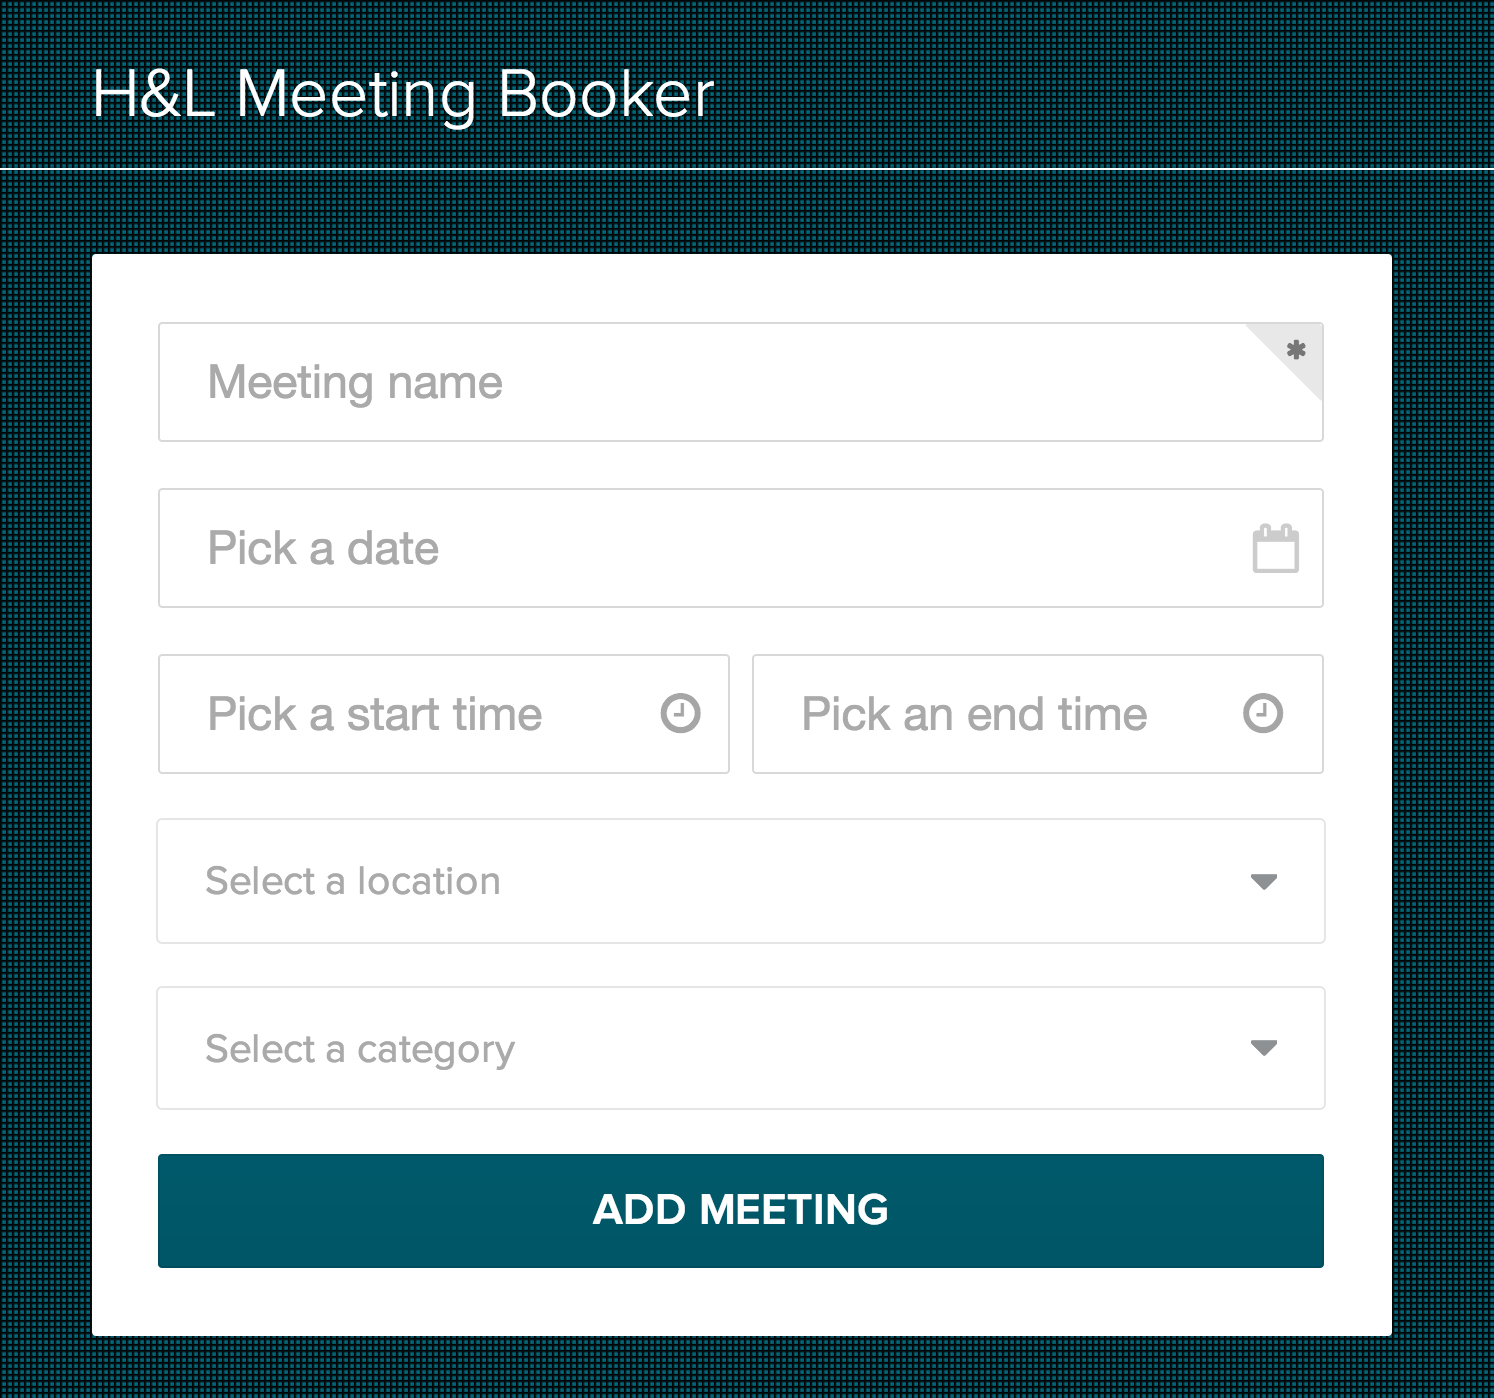 H&L Meeting Booker
Meeting name
*
Pick a date
Pick a start time
Pick an end time
Select a location
Select a category
ADD MEETING